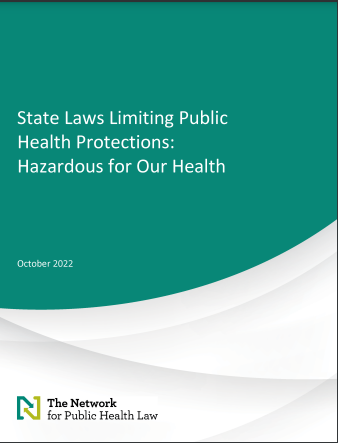 State Laws Limiting Public
Health Protections:
Hazardous for Our Health
October 2022
The Network
for Public Health Law